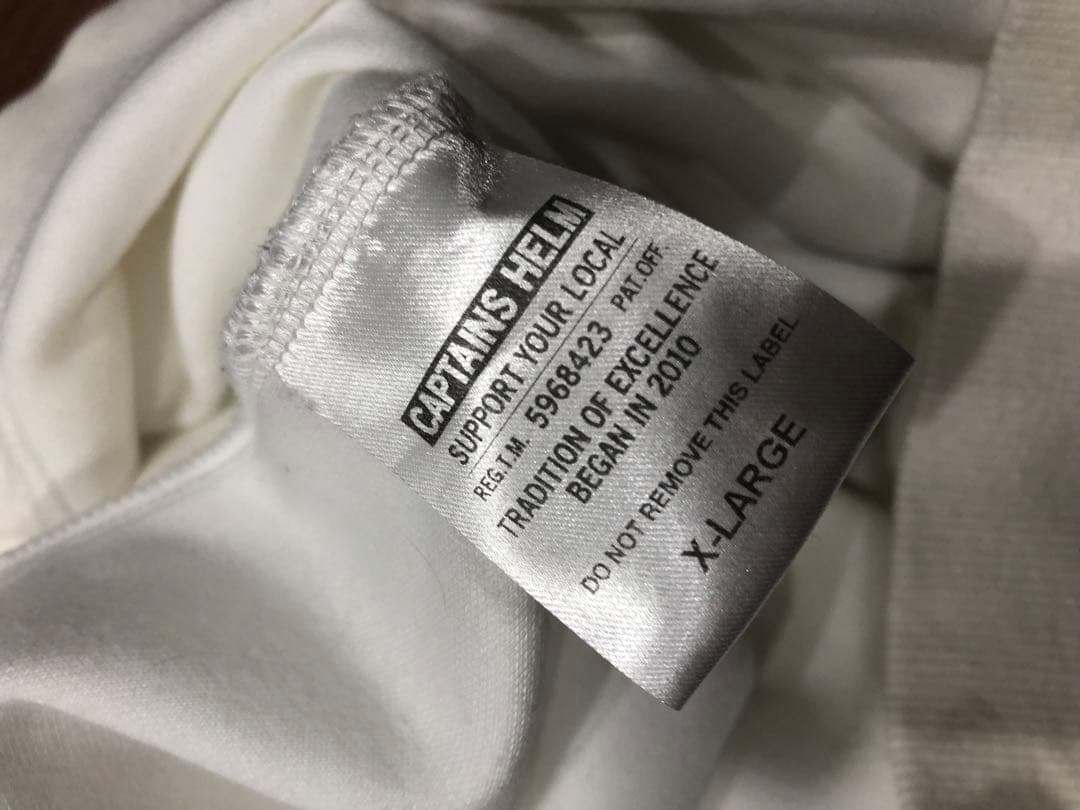 CAPTAINS HELM
SUPPORT YOUR LOCAL
REG.T.M. 5968423 PAT.OFF.
TRADITION OF EXCELLENCE
BEGAN IN 2010
DO NOT REMOVE THIS LABEL
X-LARGE